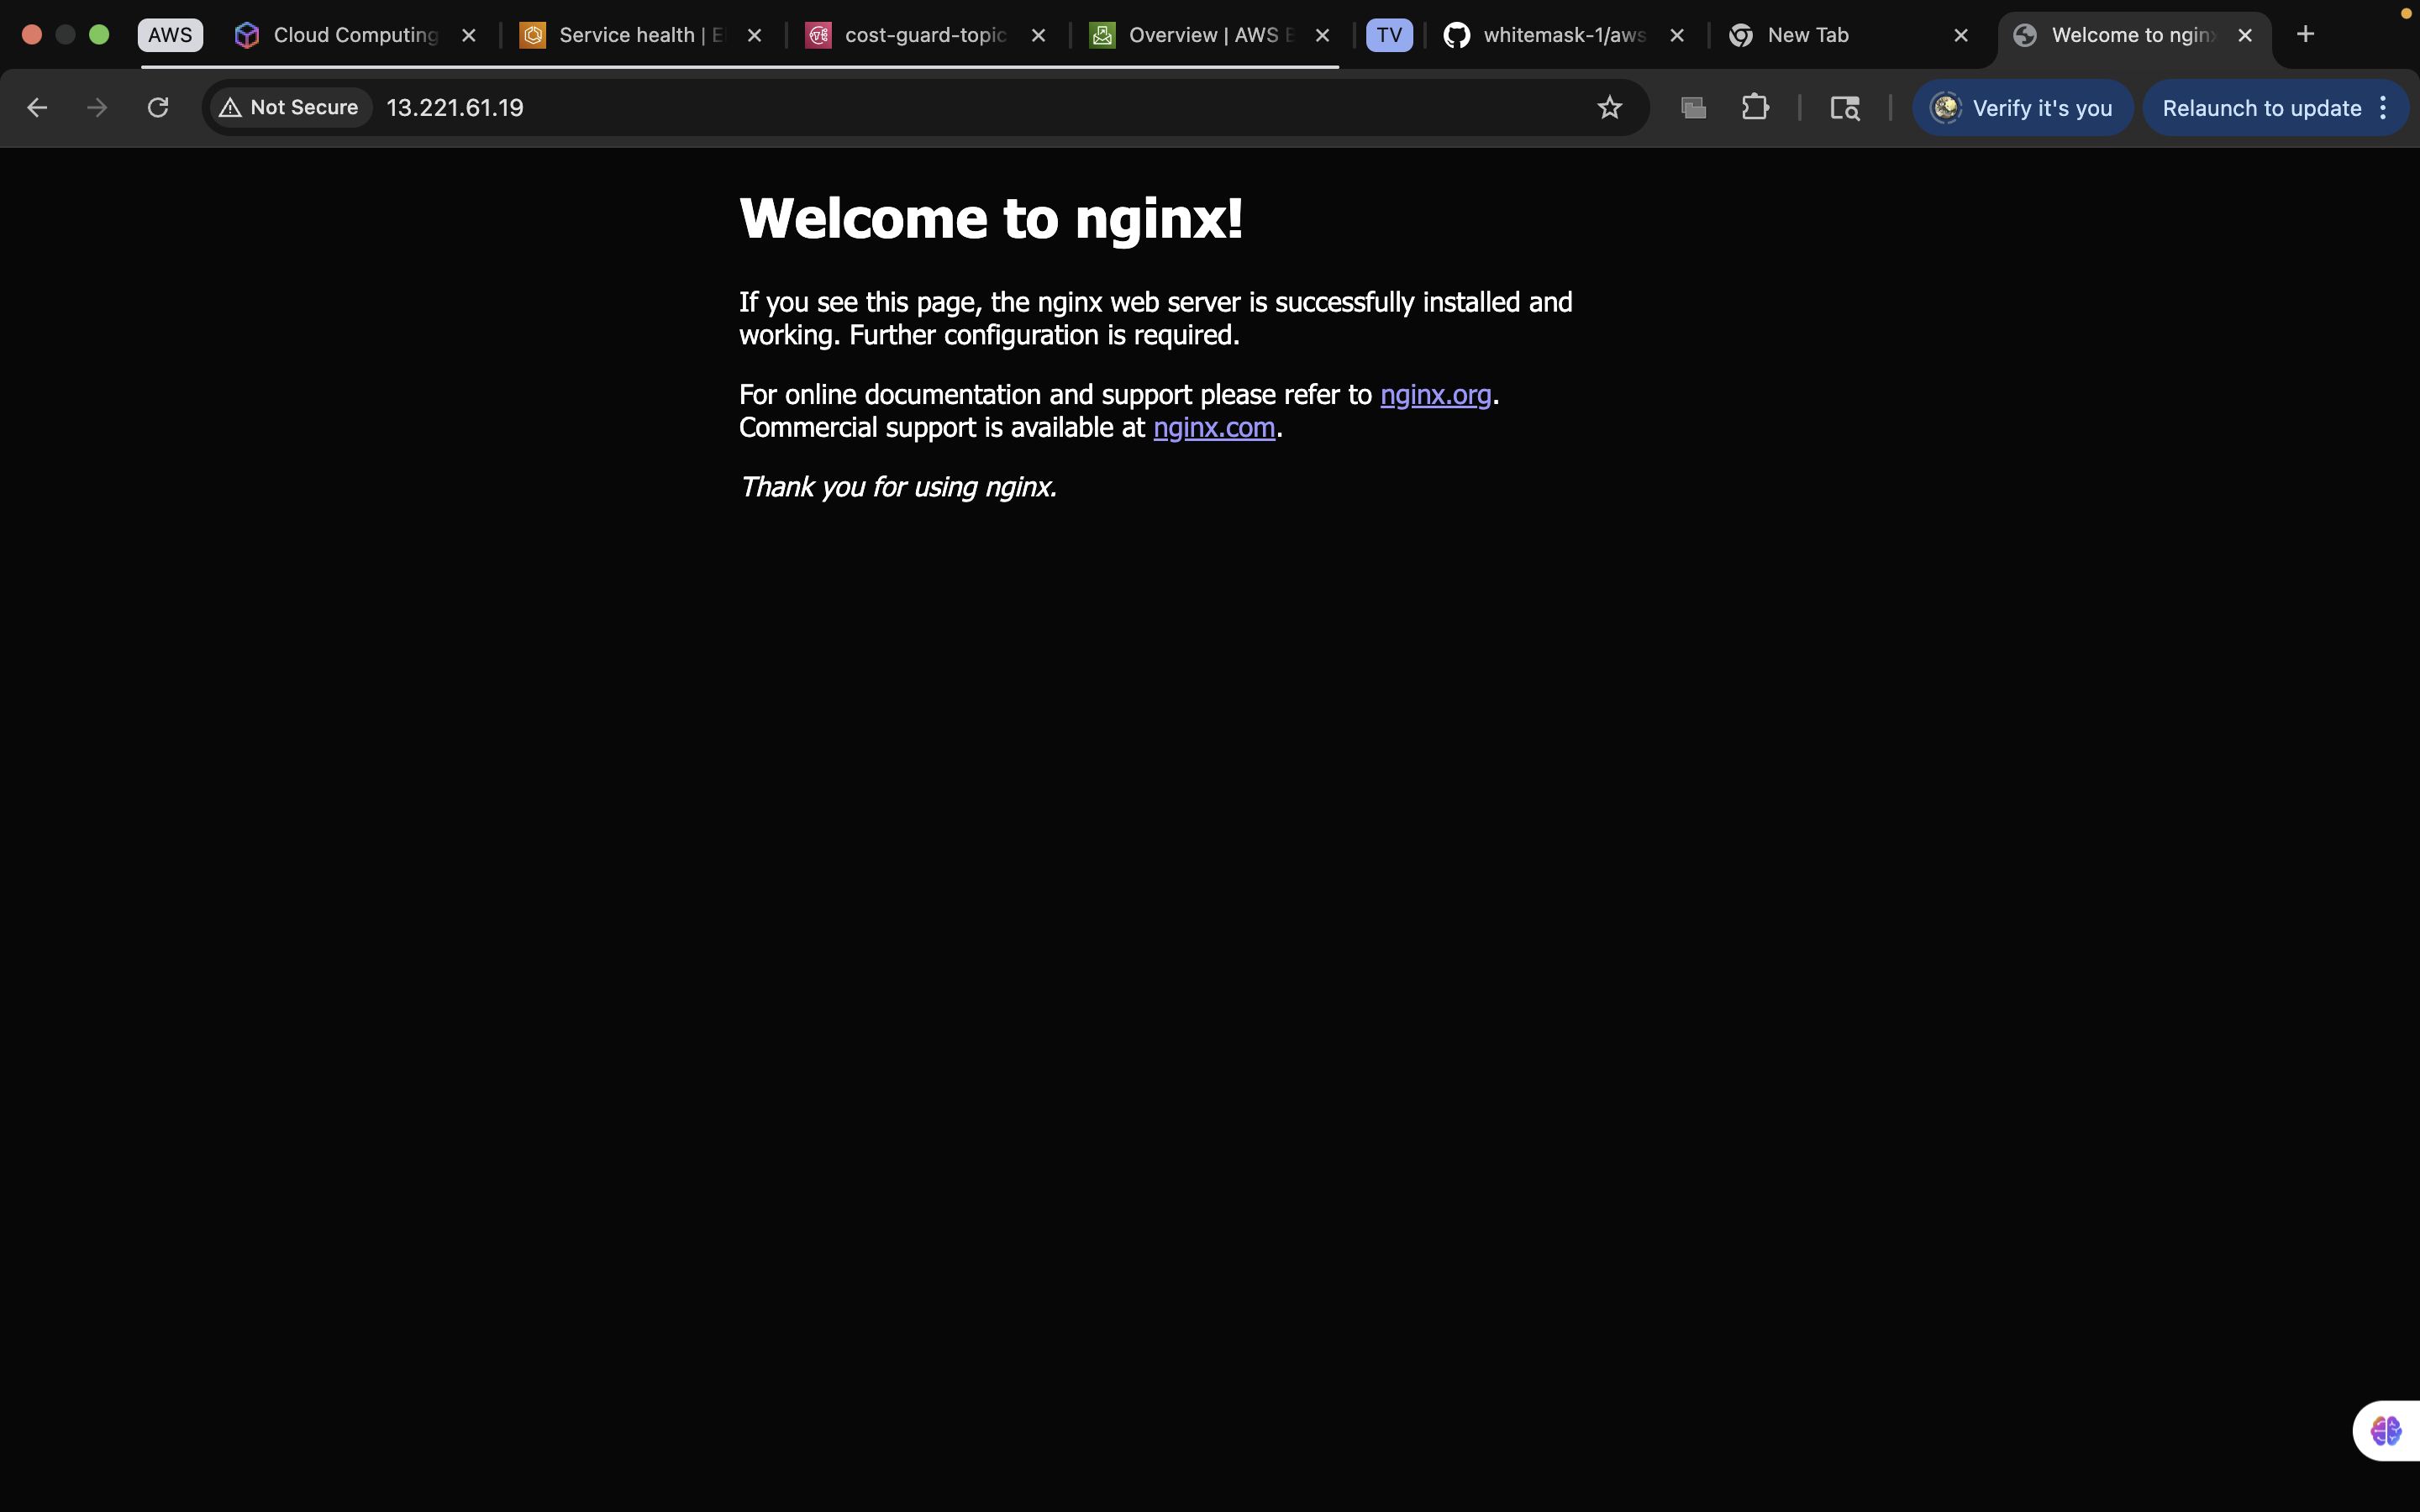 AWS
Cloud Computing
Service health | E
cost-guard-topic
Overview | AWS B
TV
whitemask-1/aws
New Tab
Welcome to nginx
Not Secure
13.221.61.19
Verify it's you
Relaunch to update
Welcome to nginx!
If you see this page, the nginx web server is successfully installed and
working. Further configuration is required.
For online documentation and support please refer to nginx.org.
Commercial support is available at nginx.com.
Thank you for using nginx.